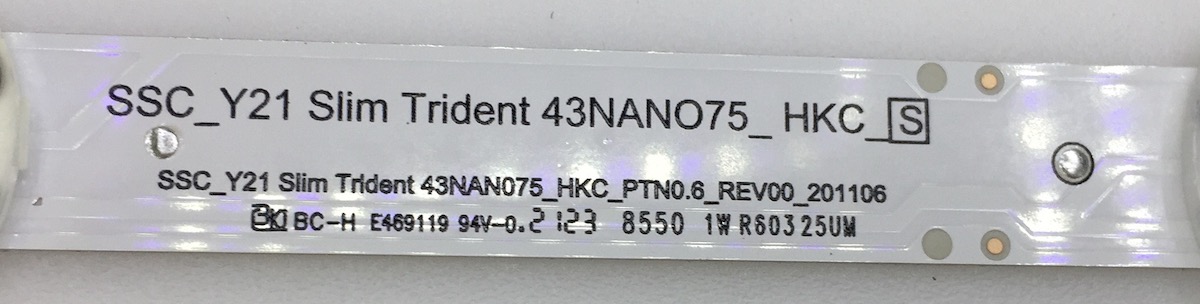 SSC_Y21 Slim Trident 43NANO75_ HKC_S
SSC_Y21 Slim Trident 43NANO75_HKC_PTN0.6_REV00_201106
BC-H E469119 94V-0. 2123 8550 1W R60325UM